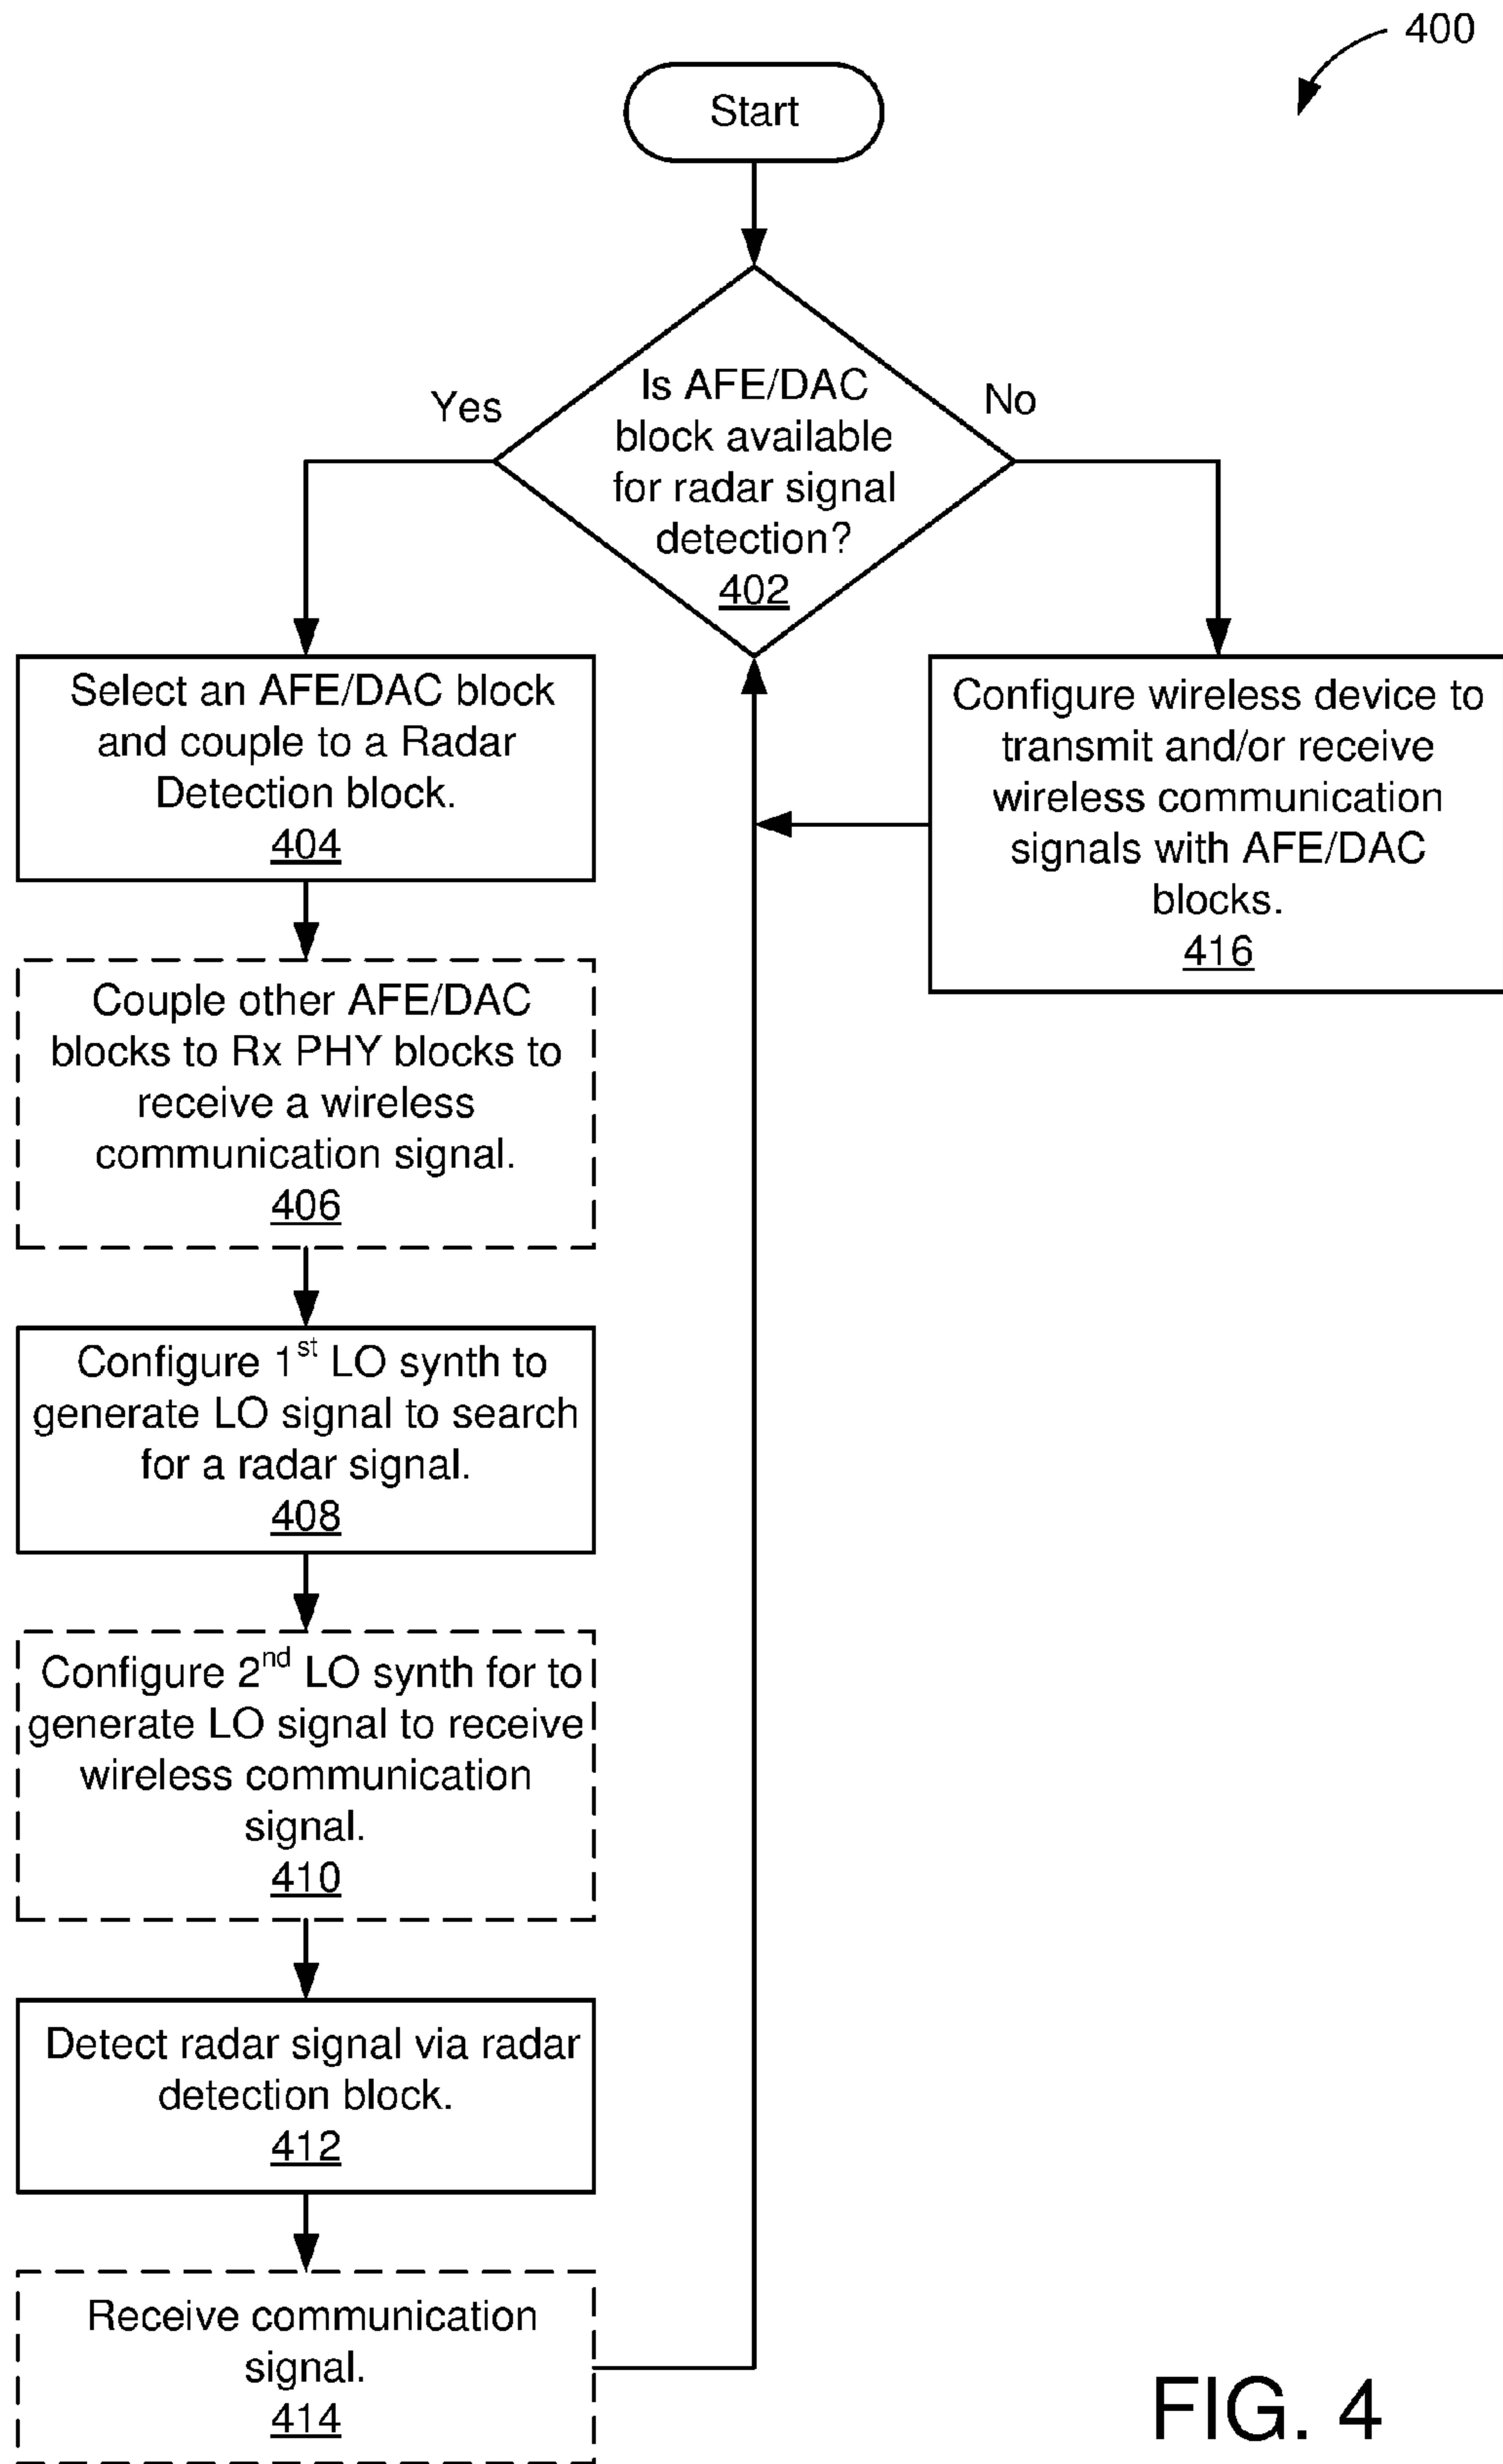 400
Start
Is AFE/DAC
block available
for radar signal
detection?
402
Yes
No
Select an AFE/DAC block
and couple to a Radar
Detection block.
404
Couple other AFE/DAC
blocks to Rx PHY blocks to
receive a wireless
communication signal.
406
Configure 1st LO synth to
generate LO signal to search
for a radar signal.
408
Configure 2nd LO synth for to
generate LO signal to receive
wireless communication
signal.
410
Detect radar signal via radar
detection block.
412
Receive communication
signal.
414
Configure wireless device to
transmit and/or receive
wireless communication
signals with AFE/DAC
blocks.
416
FIG. 4